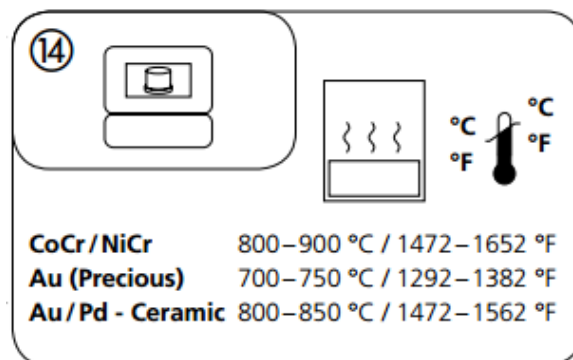 ⑭
°C
°F
°C
°F
CoCr/NiCr 800–900 °C / 1472–1652 °F
Au (Precious) 700–750 °C / 1292–1382 °F
Au/Pd - Ceramic 800–850 °C / 1472–1562 °F